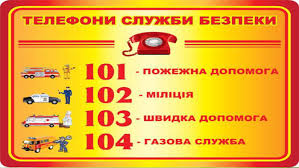 ТЕЛЕФОНИ СЛУЖБИ БЕЗПЕКИ
101 - ПОЖЕЖНА ДОПОМОГА
102 - МІЛІЦІЯ
103 - ШВИДКА ДОПОМОГА
104 - ГАЗОВА СЛУЖБА